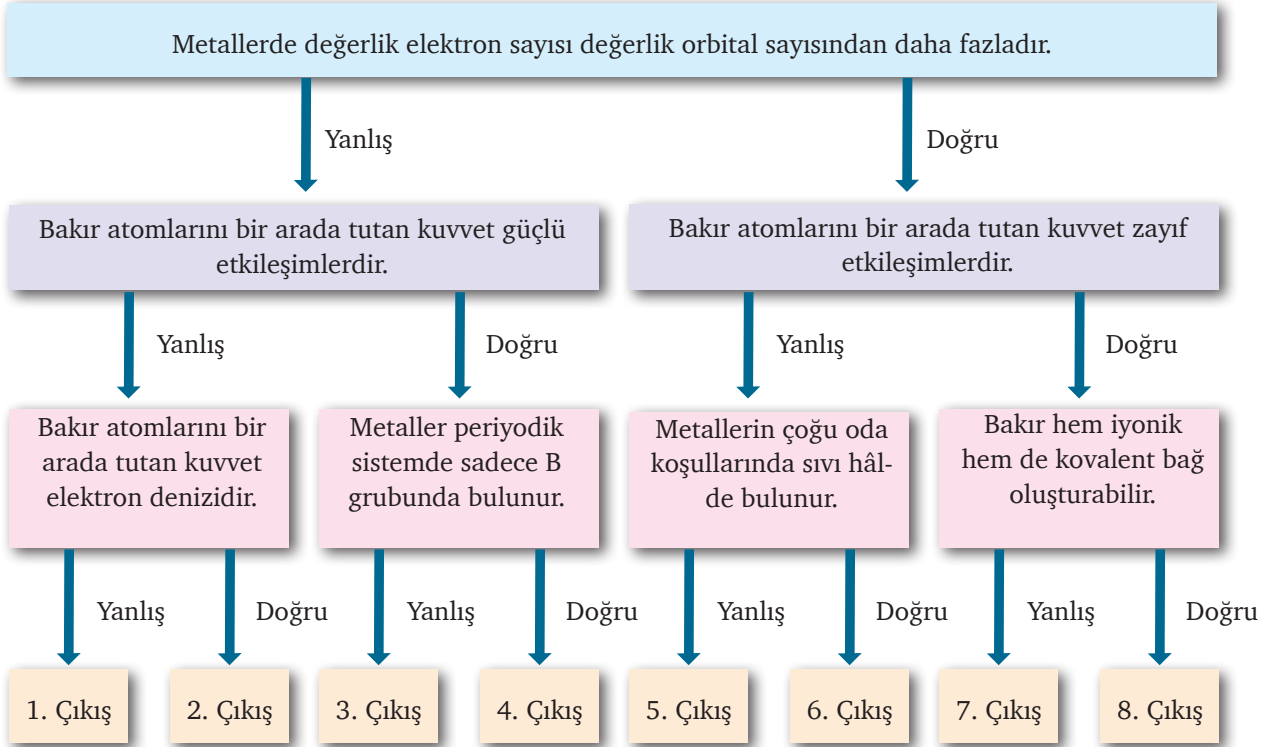 Metallerde değerlik elektron sayısı değerlik orbital sayısından daha fazladır.
Yanlış
Doğru
Bakır atomlarını bir arada tutan kuvvet güçlü
etkileşimlerdir.
Bakır atomlarını bir arada tutan kuvvet zayıf
etkileşimlerdir.
Yanlış
Doğru
Yanlış
Doğru
Bakır atomlarını bir
arada tutan kuvvet
elektron denizidir.
Metaller periyodik
sistemde sadece B
grubunda bulunur.
Metallerin çoğu oda
koşullarında sıvı hâl-
de bulunur.
Bakır hem iyonik
hem de kovalent bağ
oluşturabilir.
Yanlış
Doğru
Yanlış
Doğru
Yanlış
Doğru
Yanlış
Doğru
1. Çıkış
2. Çıkış
3. Çıkış
4. Çıkış
5. Çıkış
6. Çıkış
7. Çıkış
8. Çıkış